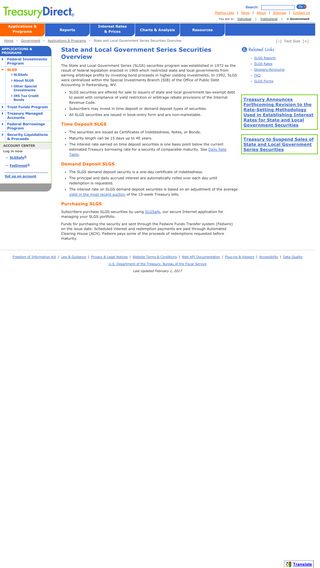 TreasuryDirect.
Search:
Mailing Lists | News | About | Sitemap | Contact us
You are in: Individual | Institutional | Government
Applications & Programs
Reports
Interest Rates & Prices
Charts & Analysis
Resources
Home > Government > Applications & Programs > State and Local Government Series Securities Overview
[-] Text Size [+]
APPLICATIONS & PROGRAMS
Federal Investments Program
SLGS
SLGSafe
About SLGS
Other Special Investments
IRS Tax Credit Bonds
Trust Funds Program
Treasury Managed Accounts
Federal Borrowings Program
Security Liquidations & Proceeds
ACCOUNT CENTER
Log in now
SLGSafe®
FedInvest®
Set up an account
State and Local Government Series Securities Overview
The State and Local Government Series (SLGS) securities program was established in 1972 as the
result of federal legislation enacted in 1969 which restricted state and local governments from
earning arbitrage profits by investing bond proceeds in higher yielding investments. In 1992, SLGS
were centralized within the Special Investments Branch (SIB) of the Office of Public Debt
Accounting in Parkersburg, WV.
SLGS securities are offered for sale to issuers of state and local government tax-exempt debt
to assist with compliance of yield restriction or arbitrage rebate provisions of the Internal
Revenue Code.
Subscribers may invest in time deposit or demand deposit types of securities.
All SLGS securities are issued in book-entry form and are non-marketable.
Time Deposit SLGS
The securities are issued as Certificates of Indebtedness, Notes, or Bonds.
Maturity length can be 15 days up to 40 years.
The interest rate earned on time deposit securities is one basis point below the current
estimated Treasury borrowing rate for a security of comparable maturity. See Daily Rate
Table.
Demand Deposit SLGS
The SLGS demand deposit security is a one-day certificate of indebtedness.
The principal and daily accrued interest are automatically rolled over each day until
redemption is requested.
The interest rate on SLGS demand deposit securities is based on an adjustment of the average
yield in the most recent auction of the 13-week Treasury bills.
Purchasing SLGS
Subscribers purchase SLGS securities by using SLGSafe, our secure Internet application for
managing your SLGS portfolio.
Funds for purchasing the security are sent through the Fedwire Funds Transfer system (Fedwire)
on the issue date. Scheduled interest and redemption payments are paid through Automated
Clearing House (ACH). Fedwire pays some of the proceeds of redemptions requested before
maturity.
Related Links
SLGS Reports
SLGS Rates
FAQ
SLGS Forms
Treasury Announces
Forthcoming Revision to the
Rate-Setting Methodology
Used in Establishing Interest
Rates for State and Local
Government Securities
Treasury to Suspend Sales of
State and Local Government
Series Securities
Freedom of Information Act | Law & Guidance | Privacy & Legal Notices | Website Terms & Conditions | Web API Documentation | Plug-ins & Viewers | Accessibility | Data Quality
U.S. Department of the Treasury, Bureau of the Fiscal Service
Last Updated February 1, 2017
Translate